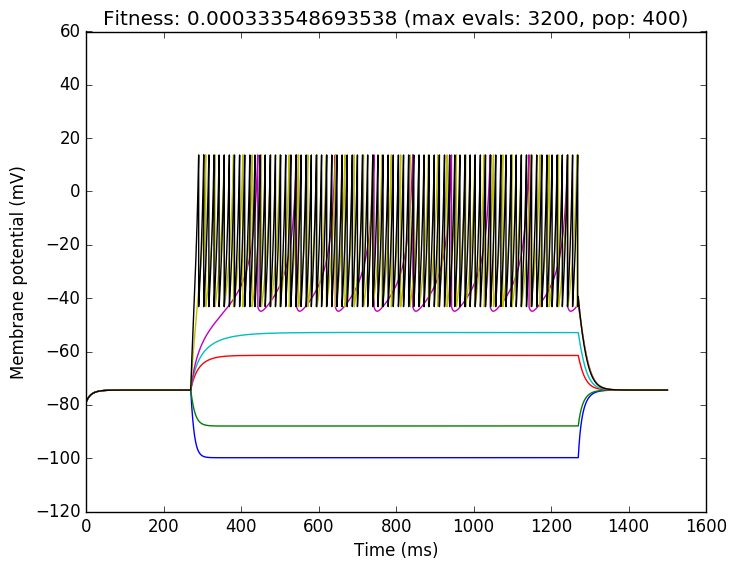 Fitness: 0.000333548693538 (max evals: 3200, pop: 400)
60
40
20
0
−20
−40
−60
−80
−100
−120
Membrane potential (mV)
0 200 400 600 800 1000 1200 1400 1600
Time (ms)